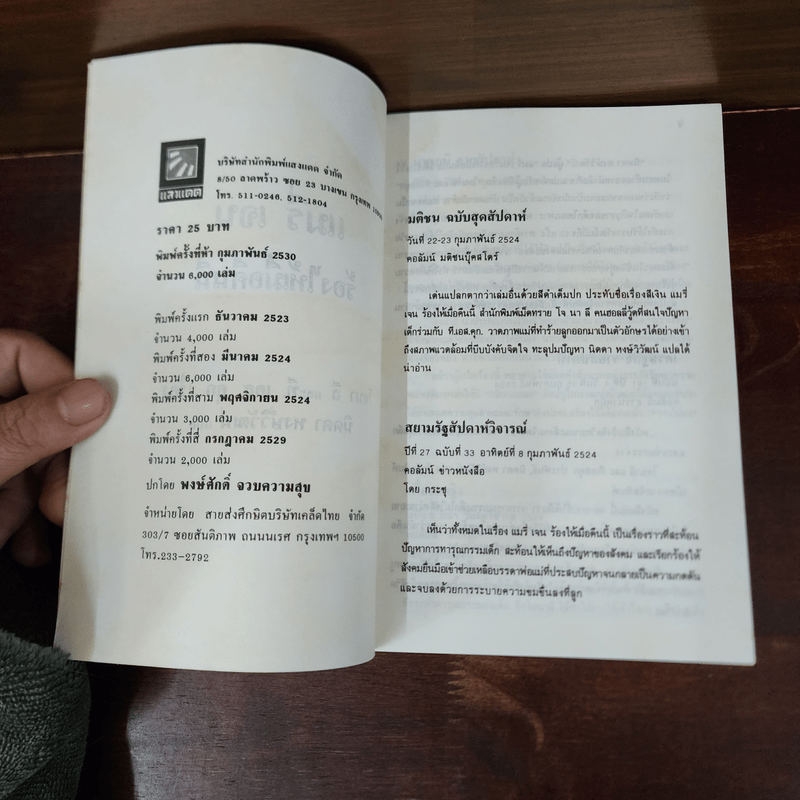 แสงแดด
บริษัทสำนักพิมพ์แสงแดด จำกัด
8/50 ลาดพร้าว ซอย 23 บางเขน กรุงเทพ
โทร. 511-0246, 512-1804
ราคา 25 บาท
พิมพ์ครั้งที่ห้า กุมภาพันธ์ 2530
จำนวน 6,000 เล่ม
พิมพ์ครั้งแรก ธันวาคม 2523
จำนวน 4,000 เล่ม
พิมพ์ครั้งที่สอง มีนาคม 2524
จำนวน 6,000 เล่ม
พิมพ์ครั้งที่สาม พฤศจิกายน 2524
จำนวน 3,000 เล่ม
พิมพ์ครั้งที่สี่ กรกฎาคม 2529
จำนวน 2,000 เล่ม
ปกโดย พงษ์ศักดิ์ จวบความสุข
จำหน่ายโดย สายส่งศึกษิตบริษัทเคล็ดไทย จำกัด
303/7 ซอยสันติภาพ ถนนนเรศ กรุงเทพฯ 10500
โทร.233-2792
มติชน ฉบับสุดสัปดาห์
วันที่ 22-23 กุมภาพันธ์ 2524
คอลัมน์ มติชนบุ๊คสโตร์
เด่นแปลกตากว่าเล่มอื่นด้วยสีดำเต็มปก ประทับชื่อเรื่องสีเงิน แมรี่
เจน ร้องไห้เมื่อคืนนี้ สำนักพิมพ์เม็ดทราย โจ นา ลี คนฮอลลี่วู้ดที่สนใจปัญหา
เด็กร่วมกับ ที.เอส.คุก. วาดภาพแม่ที่ทำร้ายลูกออกมาเป็นตัวอักษรได้อย่างเข้า
ถึงสภาพแวดล้อมที่บีบบังคับจิตใจ ทะลุปมปัญหา นิดดา หงษ์วิวัฒน์ แปลได้
น่าอ่าน
สยามรัฐสัปดาห์วิจารณ์
ปีที่ 27 ฉบับที่ 33 อาทิตย์ที่ 8 กุมภาพันธ์ 2524
คอลัมน์ ข่าวหนังสือ
โดย กระชุ
เห็นว่าทั้งหมดในเรื่อง แมรี่ เจน ร้องไห้เมื่อคืนนี้ เป็นเรื่องราวที่สะท้อน
ปัญหาการทารุณกรรมเด็ก สะท้อนให้เห็นถึงปัญหาของสังคม และเรียกร้องให้
สังคมยื่นมือเข้าช่วยเหลือบรรดาพ่อแม่ที่ประสบปัญหาจนกลายเป็นความกดดัน
และจบลงด้วยการระบายความขมขื่นลงที่ลูก